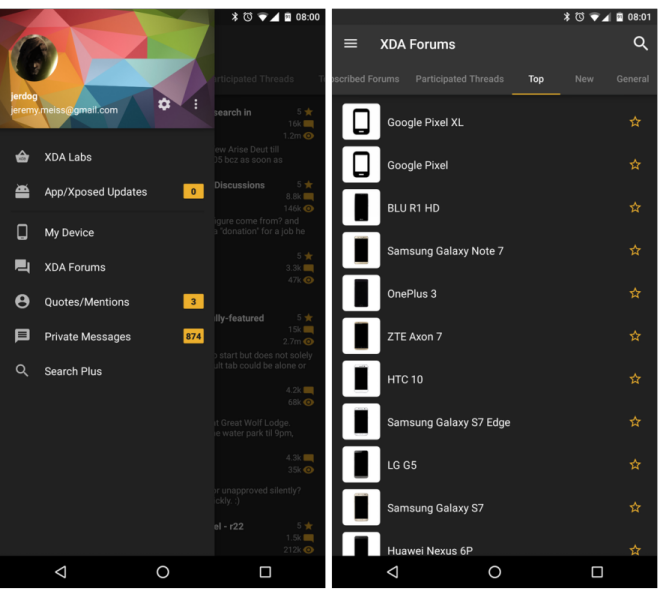 08:00
jerdog
jeremy.meiss@gmail.com
XDA Labs
App/Xposed Updates 0
My Device
XDA Forums
Quotes/Mentions 3
Private Messages 874
Search Plus
articipated Threads
search in 5
16k
1.2m
ew Arise Deut till
05 bcz as soon as
Discussions 5
8.8k
146k
gure come from? and
a "donation" for a job he
5
3.3k
47k
lly-featured 5
15k
2.7m
o start but does not solely
ult tab could be alone or
4.2k
68k
t Great Wolf Lodge.
e water park til 9pm,
4.3k
35k
or unapproved silently?
ickly. :)
el - r22 5
1.5k
212k
08:01
XDA Forums
scribed Forums Participated Threads Top New General
Google Pixel XL
Google Pixel
BLU R1 HD
Samsung Galaxy Note 7
OnePlus 3
ZTE Axon 7
HTC 10
Samsung Galaxy S7 Edge
LG G5
Samsung Galaxy S7
Huawei Nexus 6P